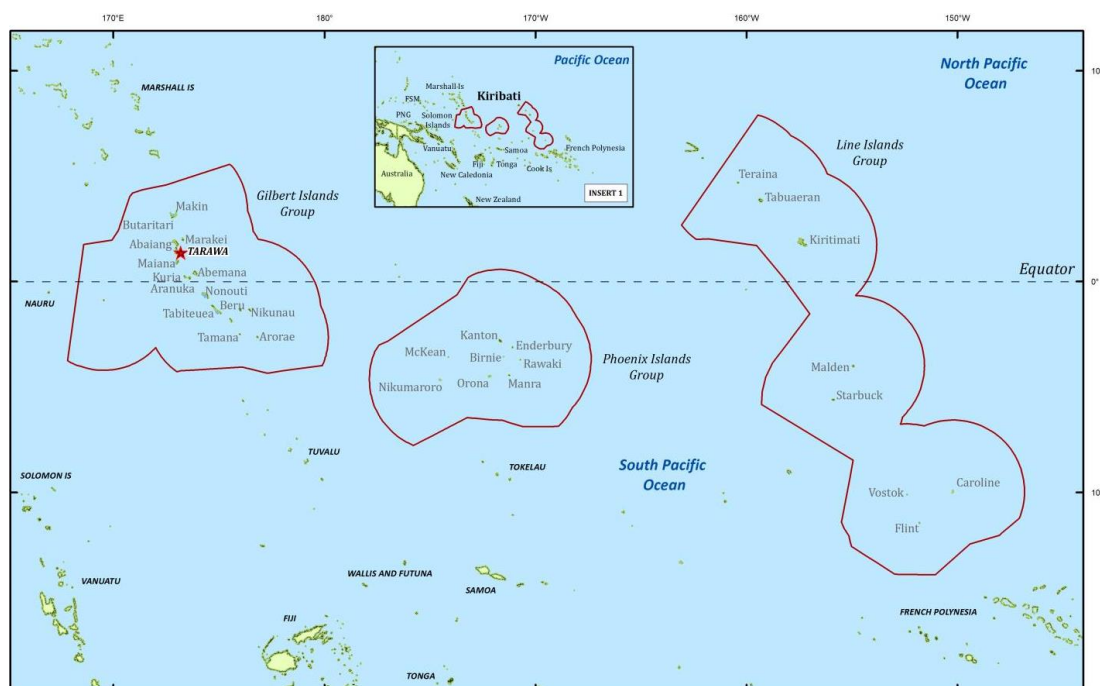 170°E
180°
170°W
160°W
150°W
10
MARSHALL IS
Pacific Ocean
Marshall-Is
FSM
PNG
Solomon
Islands
Kiribati
Vanuatu
Samoa
French Polynesia
Fiji
Tonga
Cook Is
New Caledonia
Australia
New Zealand
INSERT 1
North Pacific
Ocean
Gilbert Islands
Group
Makin
Butaritari
Abaiang
Marakei
TARAWA
Maiana
Kuria
Abemana
Aranuka
Nonouti
Beru
Tabiteuea
Nikunau
Tamana
Arorae
NAURU
Line Islands
Group
Teraina
Tabuaeran
Kiritimati
Equator
0°
Kanton
Enderbury
McKean
Birnie
Rawaki
Nikumaroro
Orona
Manra
Phoenix Islands
Group
Malden
Starbuck
Vostok
Caroline
Flint
South Pacific
Ocean
TUVALU
TOKELAU
SOLOMON IS
10
VANUATU
WALLIS AND FUTUNA
SAMOA
FIJI
TONGA
FRENCH POLYNESIA